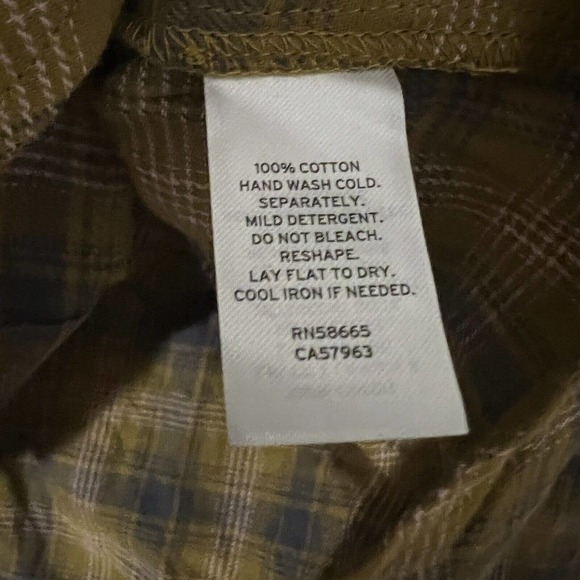 100% COTTON
HAND WASH COLD.
SEPARATELY.
MILD DETERGENT.
DO NOT BLEACH.
RESHAPE.
LAY FLAT TO DRY.
COOL IRON IF NEEDED.
RN58665
CA57963